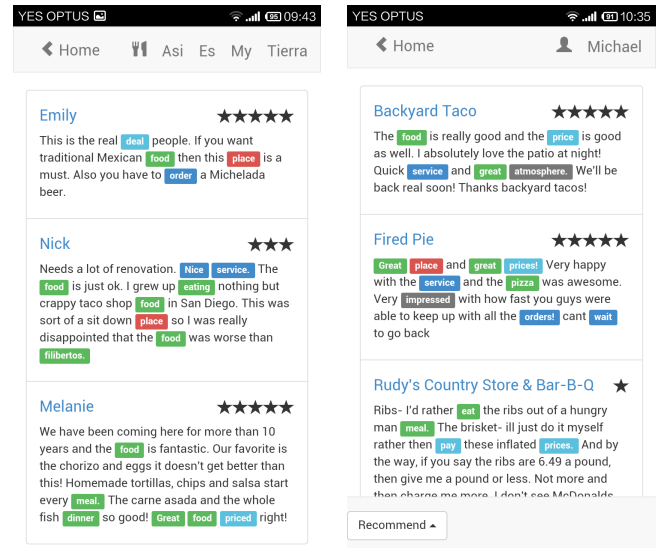 YES OPTUS 95 09:43
Home Asi Es My Tierra
Emily
This is the real deal people. If you want
traditional Mexican food then this place is a
must. Also you have to order a Michelada
beer.
Nick
Needs a lot of renovation. Nice service. The
food is just ok. I grew up eating nothing but
crappy taco shop food in San Diego. This was
sort of a sit down place so I was really
disappointed that the food was worse than
filibertos.
Melanie
We have been coming here for more than 10
years and the food is fantastic. Our favorite is
the chorizo and eggs it doesn't get better than
this! Homemade tortillas, chips and salsa start
every meal. The carne asada and the whole
fish dinner so good! Great food priced right!
YES OPTUS 91 10:35
Home Michael
Backyard Taco
The food is really good and the price is good
as well. I absolutely love the patio at night!
Quick service and great atmosphere. We'll be
back real soon! Thanks backyard tacos!
Fired Pie
Great place and great prices! Very happy
with the service and the pizza was awesome.
Very impressed with how fast you guys were
able to keep up with all the orders! cant wait
to go back
Rudy's Country Store & Bar-B-Q
Ribs- I'd rather eat the ribs out of a hungry
man meal. The brisket- ill just do it myself
rather then pay these inflated prices. And by
the way, if you say the ribs are 6.49 a pound,
then give me a pound or less. Not more and
then charge me more. I don't see McDonalds
Recommend